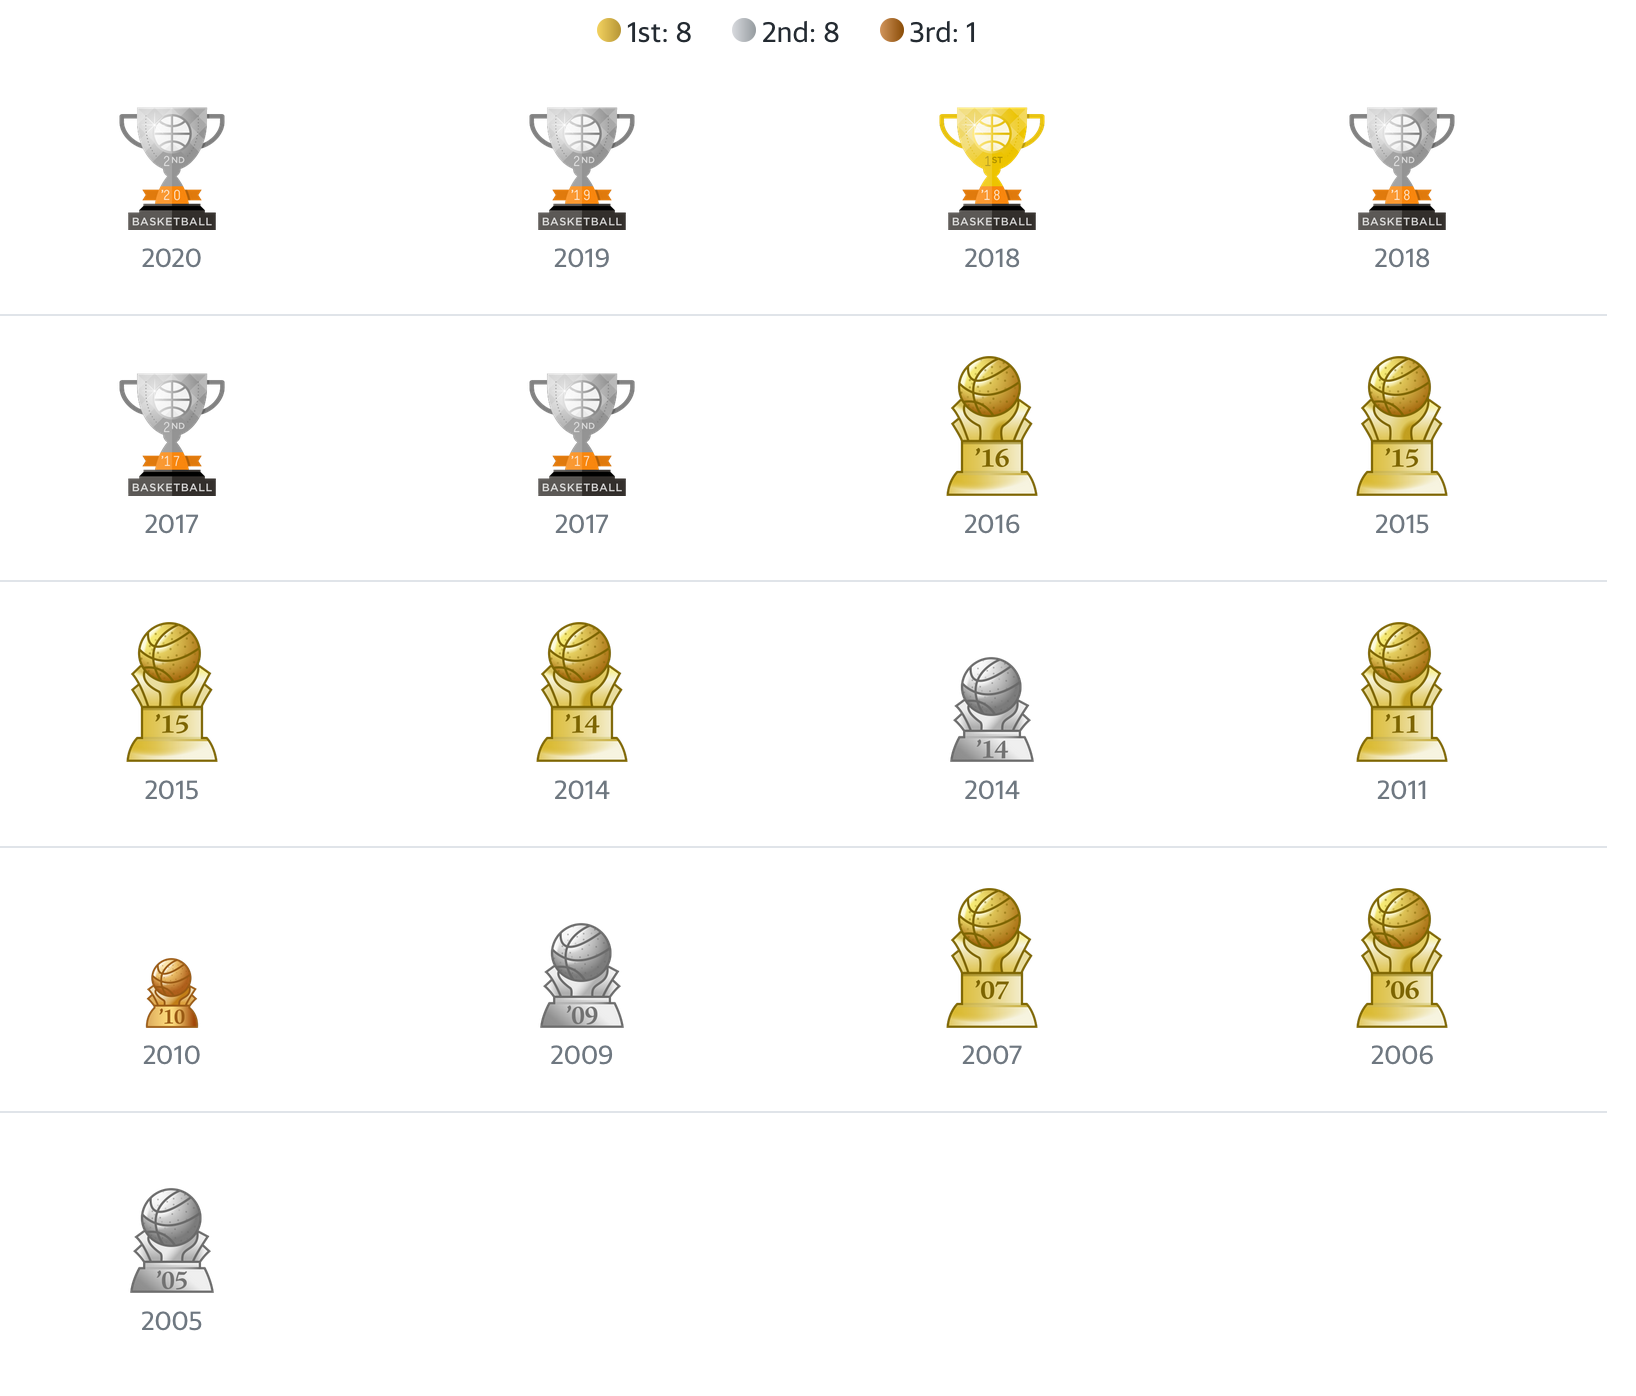 1st: 8 2nd: 8 3rd: 1
2ND 2ND 1ST 2ND
'20 '19 '18 '18
BASKETBALL BASKETBALL BASKETBALL BASKETBALL
2020 2019 2018 2018
2ND 2ND
'17 '17 '16 '15
BASKETBALL BASKETBALL
2017 2017 2016 2015
'15 '14 '14 '11
2015 2014 2014 2011
'10 '09 '07 '06
2010 2009 2007 2006
'05
2005